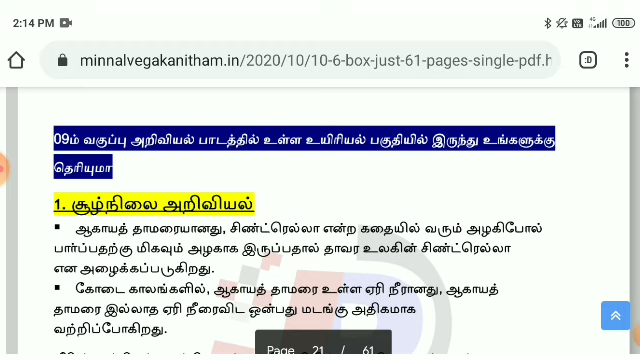 2:14 PM
4G
100
minnalvegakanitham.in/2020/10/10-6-box-just-61-pages-single-pdf.h
:D
09ம் வகுப்பு அறிவியல் பாடத்தில் உள்ள உயிரியல் பகுதியில் இருந்து உங்களுக்கு
தெரியுமா
1. சூழ்நிலை அறிவியல்
▪ ஆகாயத் தாமரையானது, சிண்ட்ரெல்லா என்ற கதையில் வரும் அழகிபோல்
பார்ப்பதற்கு மிகவும் அழகாக இருப்பதால் தாவர உலகின் சிண்ட்ரெல்லா
என அழைக்கப்படுகிறது.
▪ கோடை காலங்களில், ஆகாயத் தாமரை உள்ள ஏரி நீரானது, ஆகாயத்
தாமரை இல்லாத ஏரி நீரைவிட ஒன்பது மடங்கு அதிகமாக
வற்றிப்போகிறது.
Page 21 / 61